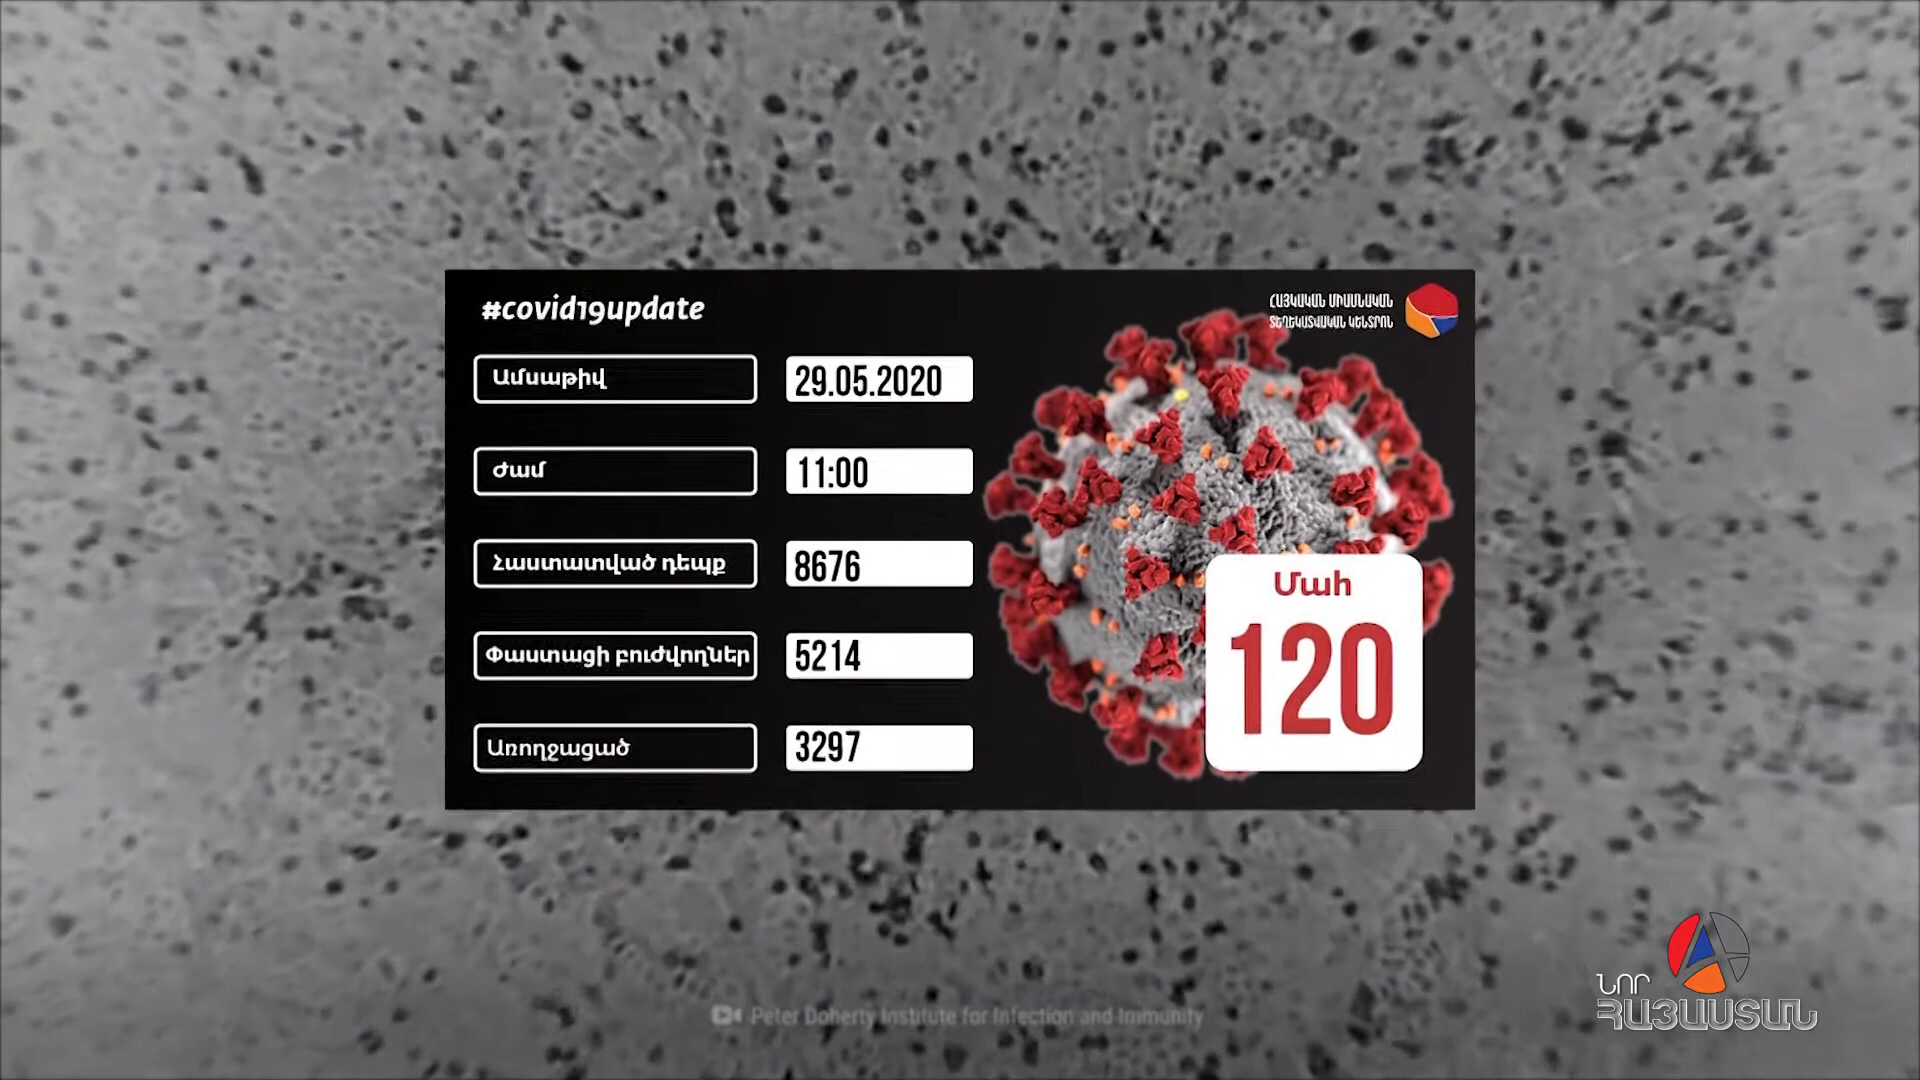 #covid19update
ՀԱՅԿԱԿԱՆ ՄԻԱՍՆԱԿԱՆ
ՏԵՂԵԿԱՏՎԱԿԱՆ ԿԵՆՏՐՈՆ
Ամսաթիվ 29.05.2020
Ժամ 11:00
Հաստատված դեպք 8676
Փաստացի բուժվողներ 5214
Առողջացած 3297
Մահ
120
Peter Doherty Institute for Infection and Immunity
ՆՈՐ
ՀԱՅԱՍՏԱՆ